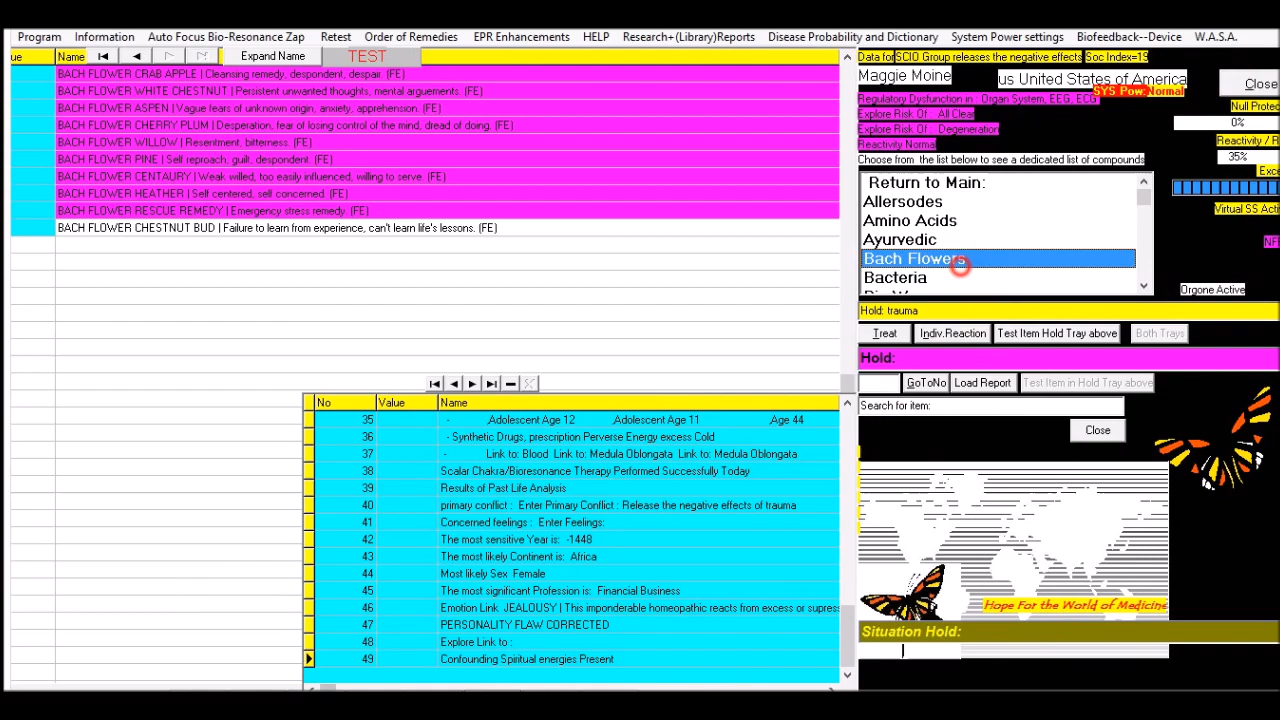 Program Information Auto Focus Bio-Resonance Zap Retest Order of Remedies EPR Enhancements HELP Research+(Library)Reports Disease Probability and Dictionary System Power settings Biofeedback--Device W.A.S.A.
ue Name Expand Name TEST
BACH FLOWER CRAB APPLE | Cleansing remedy, despondent, despair. (FE)
BACH FLOWER WHITE CHESTNUT | Persistent unwanted thoughts, mental arguements. (FE)
BACH FLOWER ASPEN | Vague fears of unknown origin, anxiety, apprehension. (FE)
BACH FLOWER CHERRY PLUM | Desperation, fear of losing control of the mind, dread of doing. (FE)
BACH FLOWER WILLOW | Resentment, bitterness. (FE)
BACH FLOWER PINE | Self reproach, guilt, despondent. (FE)
BACH FLOWER CENTAURY | Weak willed, too easily influenced, willing to serve. (FE)
BACH FLOWER HEATHER | Self centered, self concerned. (FE)
BACH FLOWER RESCUE REMEDY | Emergency stress remedy. (FE)
BACH FLOWER CHESTNUT BUD | Failure to learn from experience, can't learn life's lessons. (FE)
No Value Name
35 - ,Adolescent Age 12 ,Adolescent Age 11 ,Age 44
36 - Synthetic Drugs, prescription Perverse Energy excess Cold
37 - Link to: Blood Link to: Medula Oblongata Link to: Medula Oblongata
38 Scalar Chakra/Bioresonance Therapy Performed Successfully Today
39 Results of Past Life Analysis
40 primary conflict : Enter Primary Conflict : Release the negative effects of trauma
41 Concerned feelings : Enter Feelings:
42 The most sensitive Year is: -1448
43 The most likely Continent is: Africa
44 Most likely Sex Female
45 The most significant Profession is: Financial Business
46 Emotion Link JEALOUSY | This imponderable homeopathic reacts from excess or supress
47 PERSONALITY FLAW CORRECTED
48 Explore Link to :
49 Confounding Spiritual energies Present
Data for SCIO Group releases the negative effects Soc Index=19
Maggie Moine us United States of America
SYS Pow:Normal
Close
Regulatory Dysfunction in : Organ System, EEG, ECG
Explore Risk Of : All Clear
Explore Risk Of : Degeneration
Reactivity Normal
Choose from the list below to see a dedicated list of compounds
Null Prote
0%
Reactivity / R
35%
Exce
Virtual SS Acti
NF
Orgone Active
Return to Main:
Allersodes
Amino Acids
Ayurvedic
Bach Flowers
Bacteria
Hold: trauma
Treat Indiv.Reaction Test Item Hold Tray above Both Trays
Hold:
GoToNo Load Report Test Item in Hold Tray above
Search for item:
Close
Hope For the World of Medicine
Situation Hold: